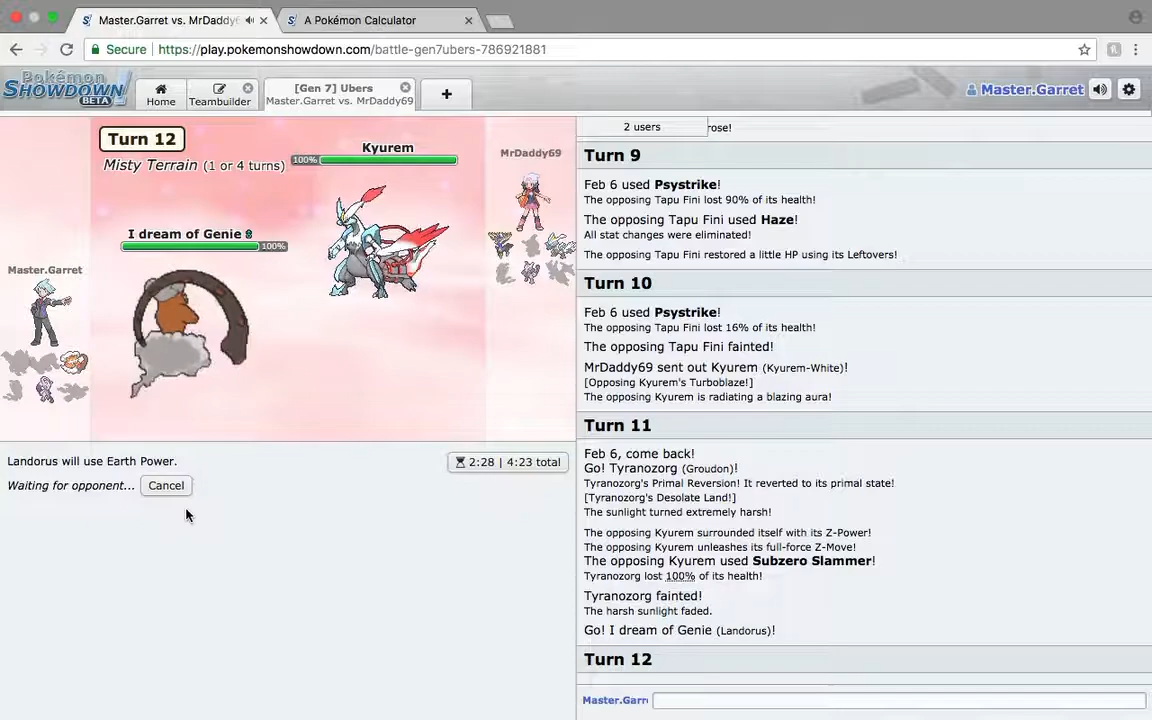 Master.Garret vs. MrDaddy6
A Pokémon Calculator
Secure
https://play.pokemonshowdown.com/battle-gen7ubers-786921881
Pokémon
SHOWDOWN!
BETA
Home
Teambuilder
[Gen 7] Ubers
Master.Garret vs. MrDaddy69
+
Master.Garret
Turn 12
Misty Terrain (1 or 4 turns)
Kyurem
100%
MrDaddy69
I dream of Genie
100%
Master.Garret
Landorus will use Earth Power.
2:28 | 4:23 total
Waiting for opponent...
Cancel
2 users
rose!
Turn 9
Feb 6 used Psystrike!
The opposing Tapu Fini lost 90% of its health!
The opposing Tapu Fini used Haze!
All stat changes were eliminated!
The opposing Tapu Fini restored a little HP using its Leftovers!
Turn 10
Feb 6 used Psystrike!
The opposing Tapu Fini lost 16% of its health!
The opposing Tapu Fini fainted!
MrDaddy69 sent out Kyurem (Kyurem-White)!
[Opposing Kyurem's Turboblaze!]
The opposing Kyurem is radiating a blazing aura!
Turn 11
Feb 6, come back!
Go! Tyranozorg (Groudon)!
Tyranozorg's Primal Reversion! It reverted to its primal state!
[Tyranozorg's Desolate Land!]
The sunlight turned extremely harsh!
The opposing Kyurem surrounded itself with its Z-Power!
The opposing Kyurem unleashes its full-force Z-Move!
The opposing Kyurem used Subzero Slammer!
Tyranozorg lost 100% of its health!
Tyranozorg fainted!
The harsh sunlight faded.
Go! I dream of Genie (Landorus)!
Turn 12
Master.Garr